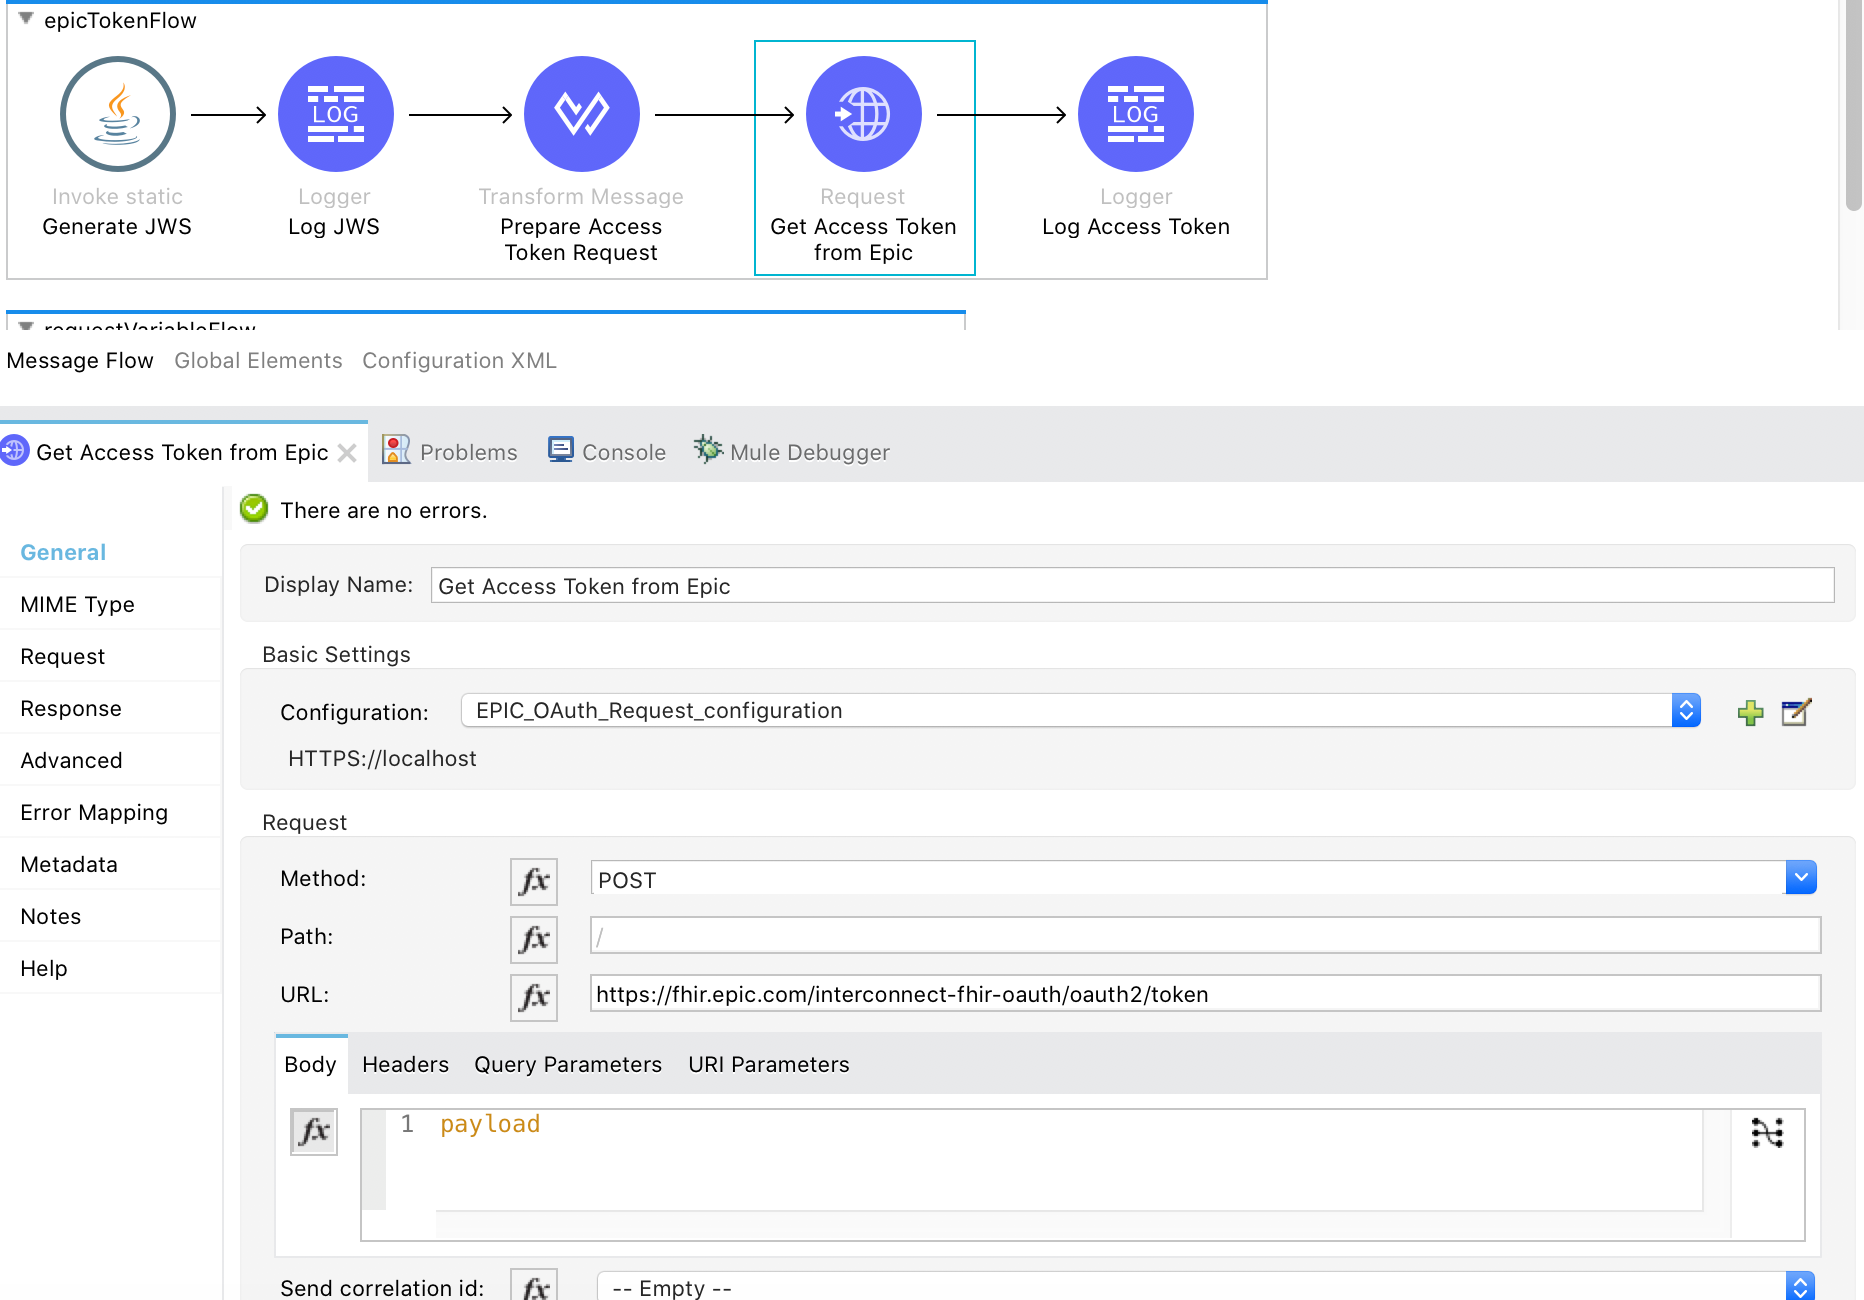 epicTokenFlow
LOG
LOG
Invoke static
Generate JWS
Logger
Log JWS
Transform Message
Prepare Access
Token Request
Request
Get Access Token
from Epic
Logger
Log Access Token
requestVariableFlow
Message Flow Global Elements Configuration XML
Get Access Token from Epic Problems Console Mule Debugger
There are no errors.
General
MIME Type
Request
Response
Advanced
Error Mapping
Metadata
Notes
Help
Display Name: Get Access Token from Epic
Basic Settings
Configuration: EPIC_OAuth_Request_configuration
HTTPS://localhost
Request
Method: fx POST
Path: fx /
URL: fx https://fhir.epic.com/interconnect-fhir-oauth/oauth2/token
Body Headers Query Parameters URI Parameters
fx 1 payload
Send correlation id: fx -- Empty --